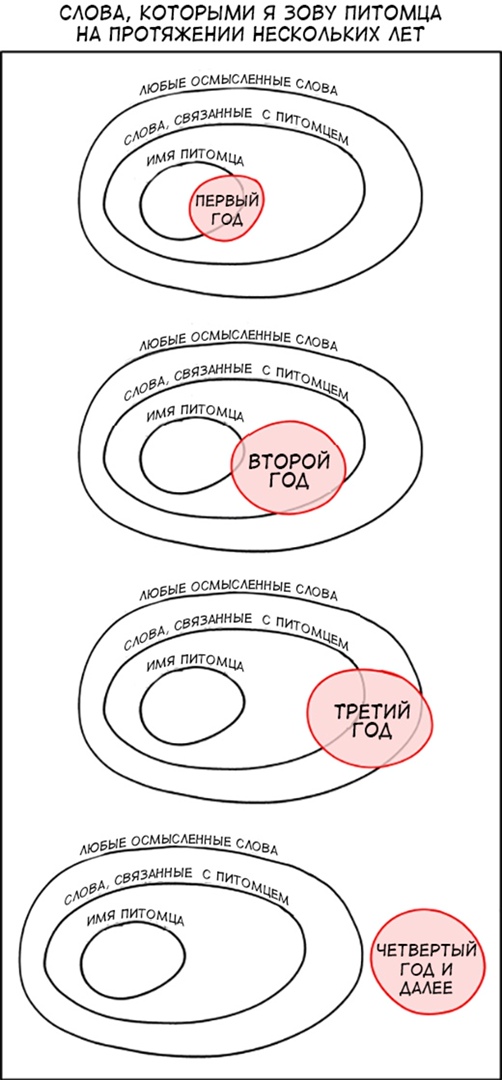 СЛОВА, КОТОРЫМИ Я ЗОВУ ПИТОМЦА
НА ПРОТЯЖЕНИИ НЕСКОЛЬКИХ ЛЕТ
ЛЮБЫЕ ОСМЫСЛЕННЫЕ СЛОВА
СЛОВА, СВЯЗАННЫЕ С ПИТОМЦЕМ
ИМЯ ПИТОМЦА
ПЕРВЫЙ
ГОД
ЛЮБЫЕ ОСМЫСЛЕННЫЕ СЛОВА
СЛОВА, СВЯЗАННЫЕ С ПИТОМЦЕМ
ИМЯ ПИТОМЦА
ВТОРОЙ
ГОД
ЛЮБЫЕ ОСМЫСЛЕННЫЕ СЛОВА
СЛОВА, СВЯЗАННЫЕ С ПИТОМЦЕМ
ИМЯ ПИТОМЦА
ТРЕТИЙ
ГОД
ЛЮБЫЕ ОСМЫСЛЕННЫЕ СЛОВА
СЛОВА, СВЯЗАННЫЕ С ПИТОМЦЕМ
ИМЯ ПИТОМЦА
ЧЕТВЕРТЫЙ
ГОД И
ДАЛЕЕ